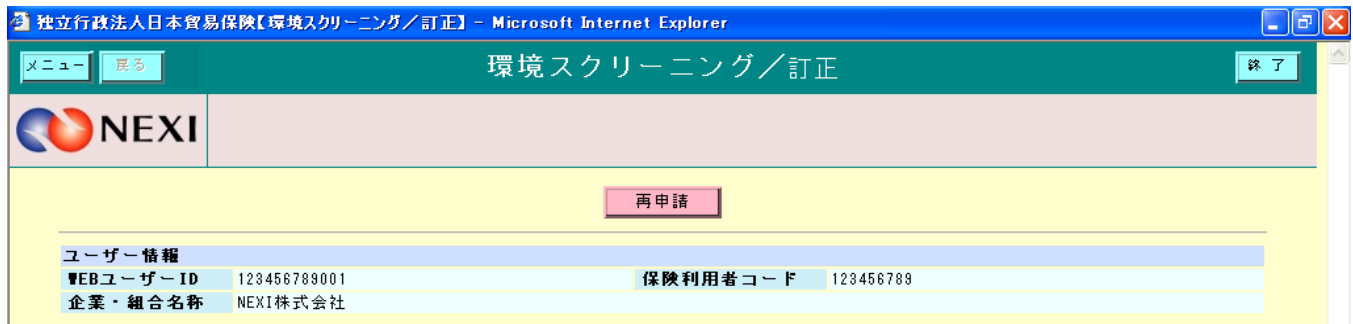 独立行政法人日本貿易保険【環境スクリーニング／訂正】 - Microsoft Internet Explorer
メニュー 戻る 環境スクリーニング／訂正 終了
NEXI
再申請
ユーザー情報
WEBユーザーID 123456789001 保険利用者コード 123456789
企業・組合名称 NEXI株式会社